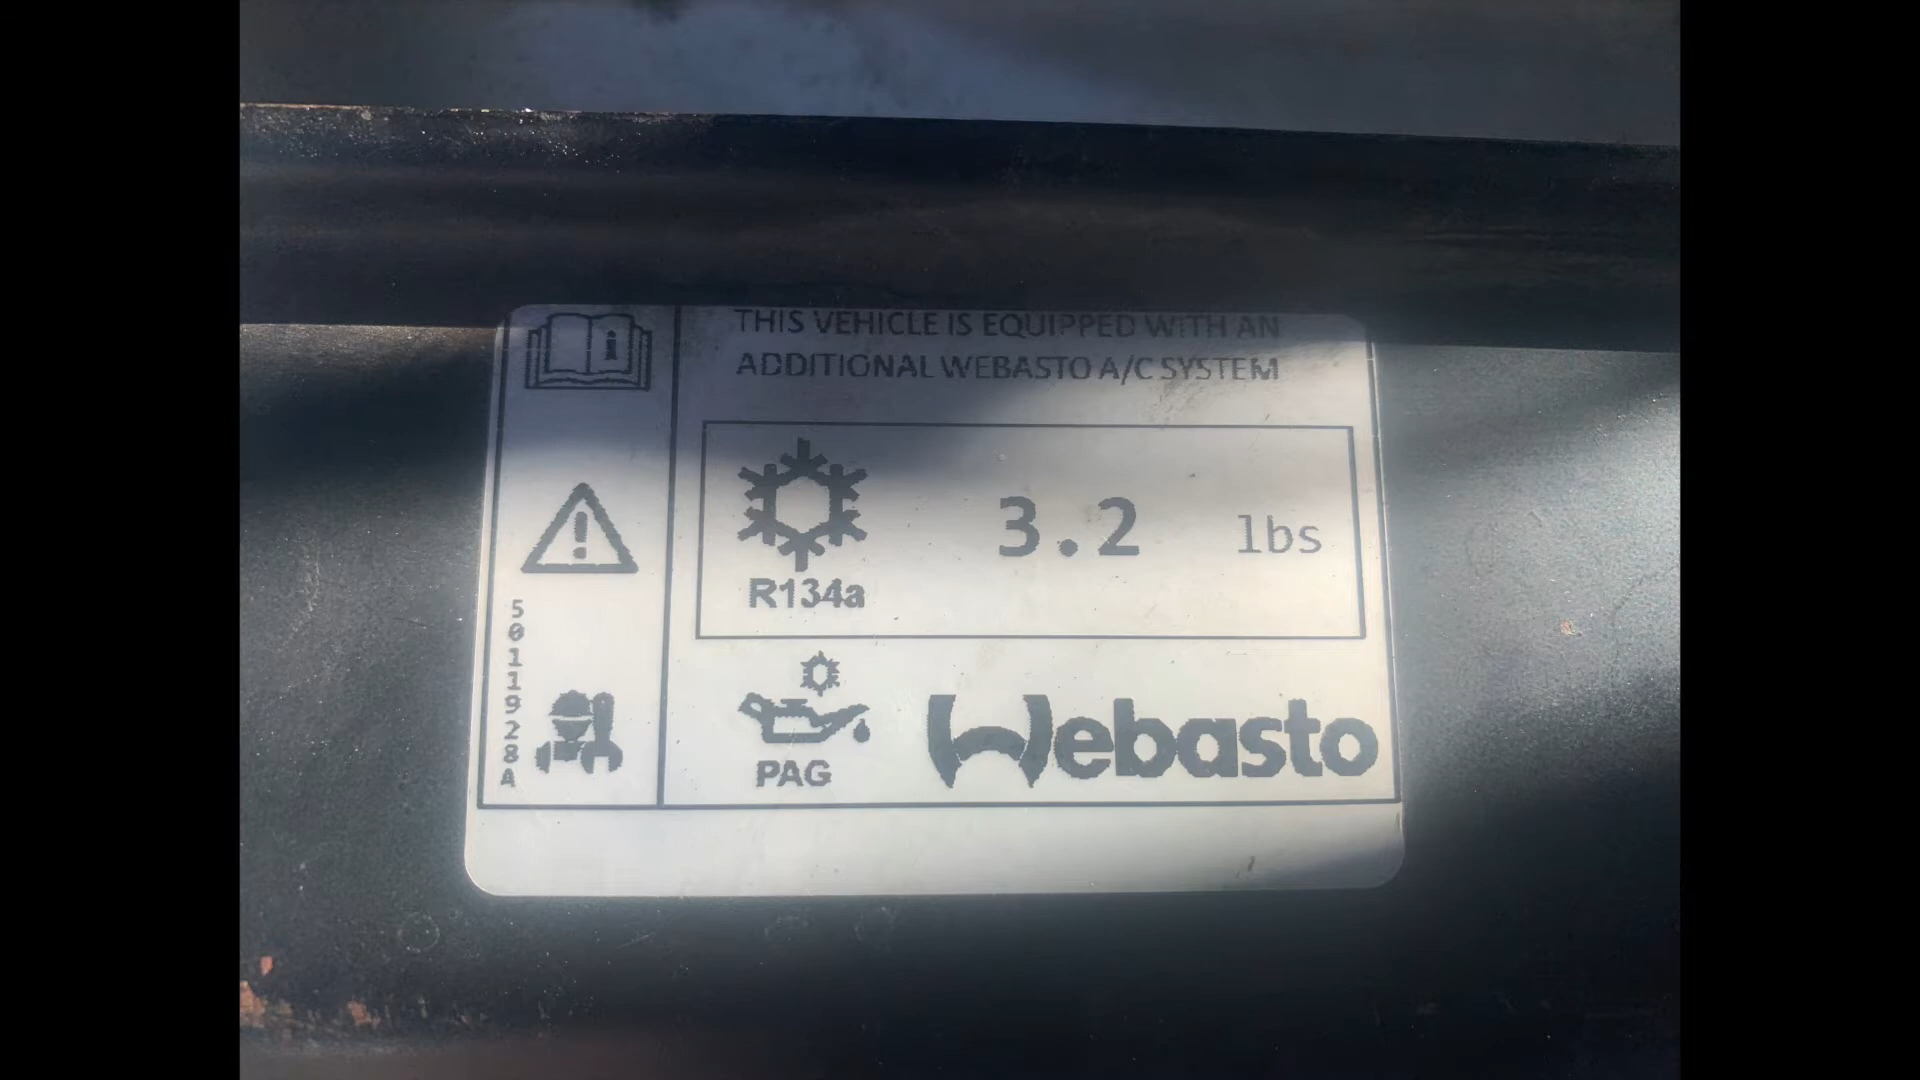 THIS VEHICLE IS EQUIPPED WITH AN
ADDITIONAL WEBASTO A/C SYSTEM
3.2 lbs
R134a
5011928A
PAG
Webasto